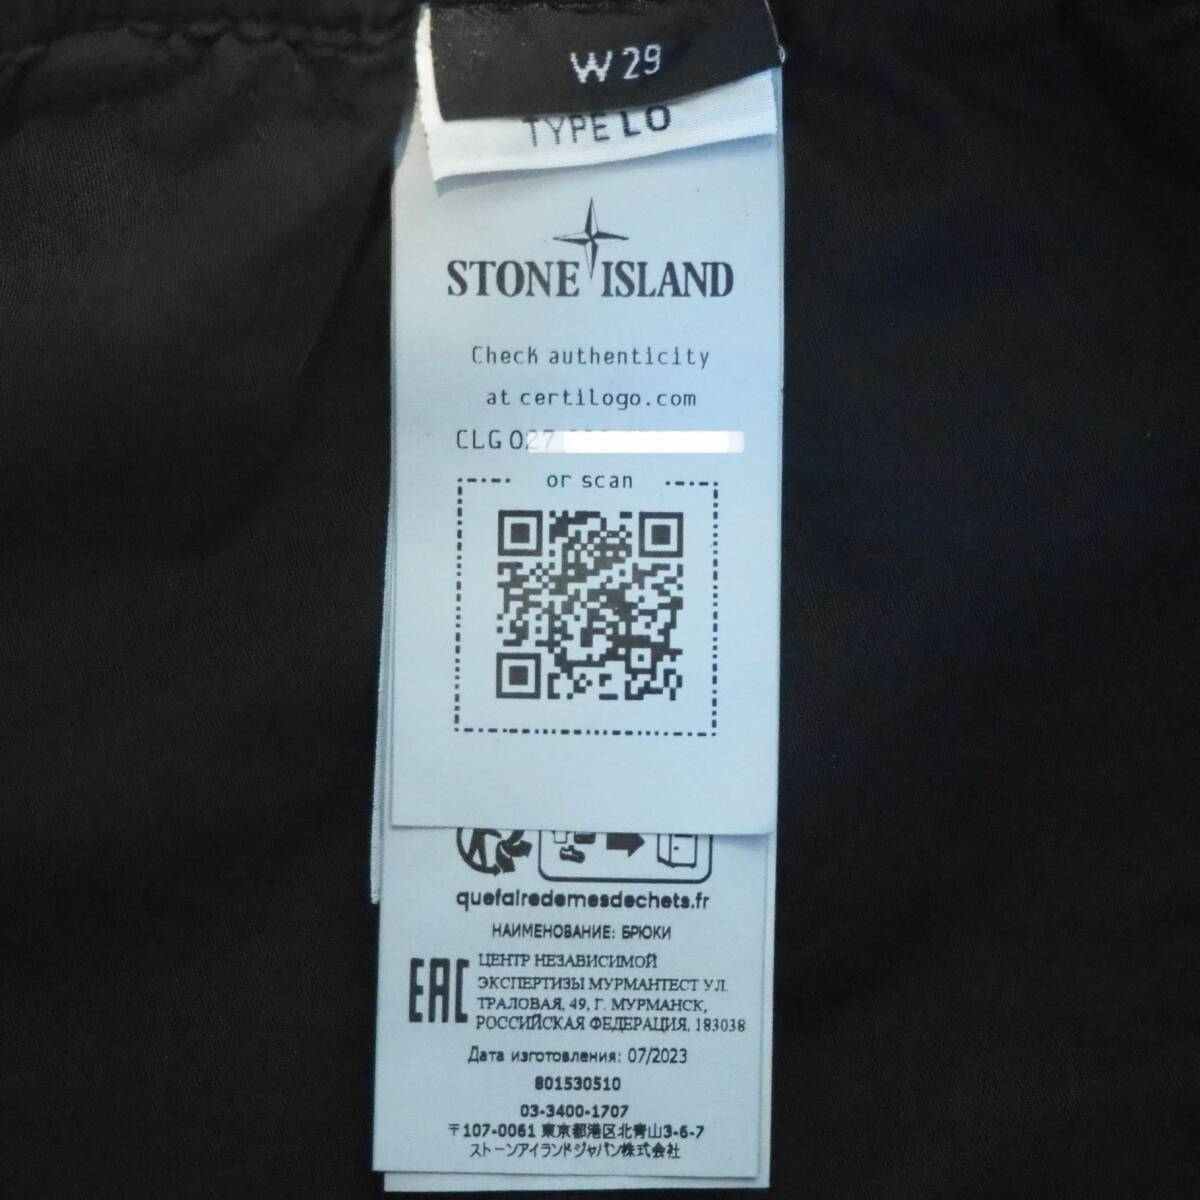 W 29
TYPE LO
STONE ISLAND
Check authenticity
at certilogo.com
CLG 027
or scan
quefairedemesdechets.fr
НАИМЕНОВАНИЕ: БРЮКИ
EAC
ЦЕНТР НЕЗАВИСИМОЙ
ЭКСПЕРТИЗЫ МУРМАНТЕСТ УЛ.
ТРАЛОВАЯ, 49, Г. МУРМАНСК,
РОССИЙСКАЯ ФЕДЕРАЦИЯ, 183038
Дата изготовления: 07/2023
801530510
03-3400-1707
〒107-0061 東京都港区北青山3-6-7
ストーンアイランドジャパン株式会社